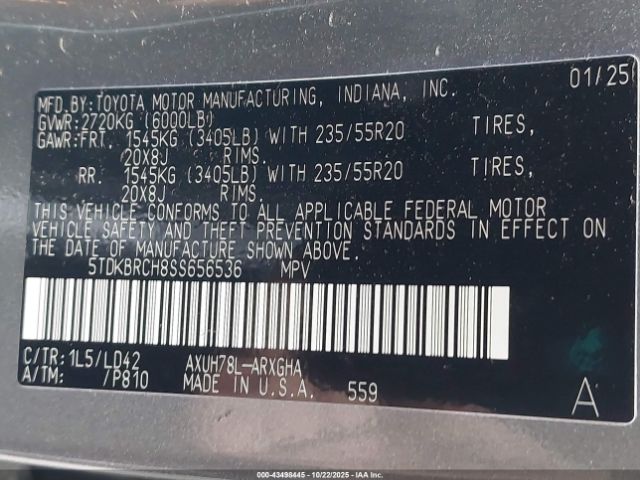 MFD.BY:TOYOTA MOTOR MANUFACTURING, INDIANA, INC. 01/25
GVWR:2720KG (6000LB)
GAWR:FRT. 1545KG (3405LB) WITH 235/55R20 TIRES,
20X8J RIMS.
RR. 1545KG (3405LB) WITH 235/55R20 TIRES,
20X8J RIMS.
THIS VEHICLE CONFORMS TO ALL APPLICABLE FEDERAL MOTOR
VEHICLE SAFETY AND THEFT PREVENTION STANDARDS IN EFFECT ON
THE DATE OF MANUFACTURE SHOWN ABOVE.
5TDKBRCH8SS656536 MPV
C/TR:1L5/LD42 AXUH78L-ARXGHA
A/TM: /P810 MADE IN U.S.A. 559 A
000-43498445 - 10/22/2025 - IAA, Inc.